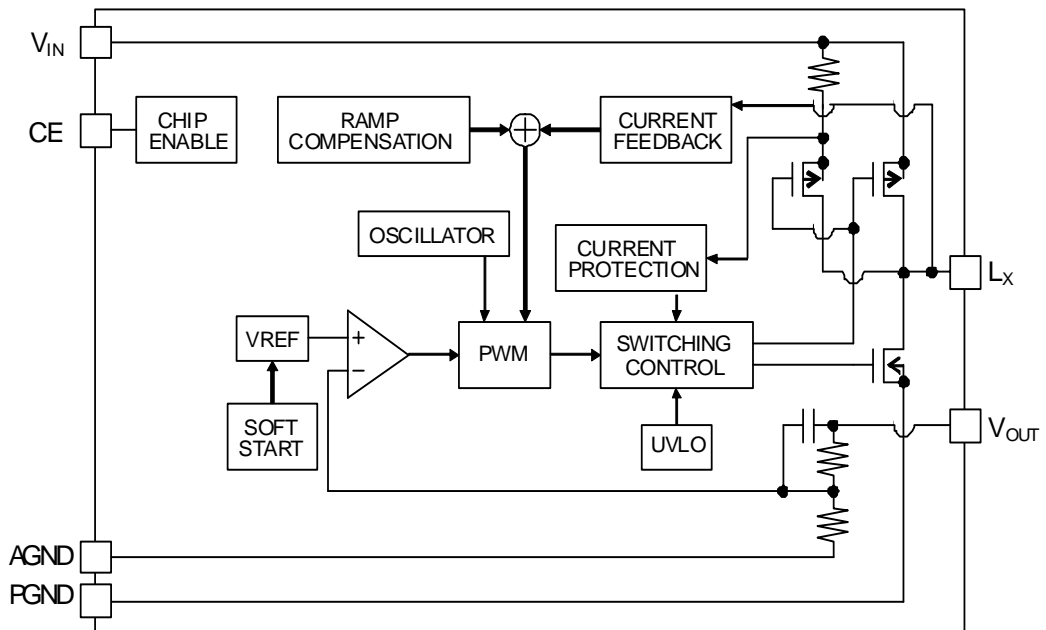 VIN
CE
CHIP
ENABLE
RAMP
COMPENSATION
+
CURRENT
FEEDBACK
OSCILLATOR
CURRENT
PROTECTION
LX
VREF
+
−
PWM
SWITCHING
CONTROL
SOFT
START
UVLO
VOUT
AGND
PGND